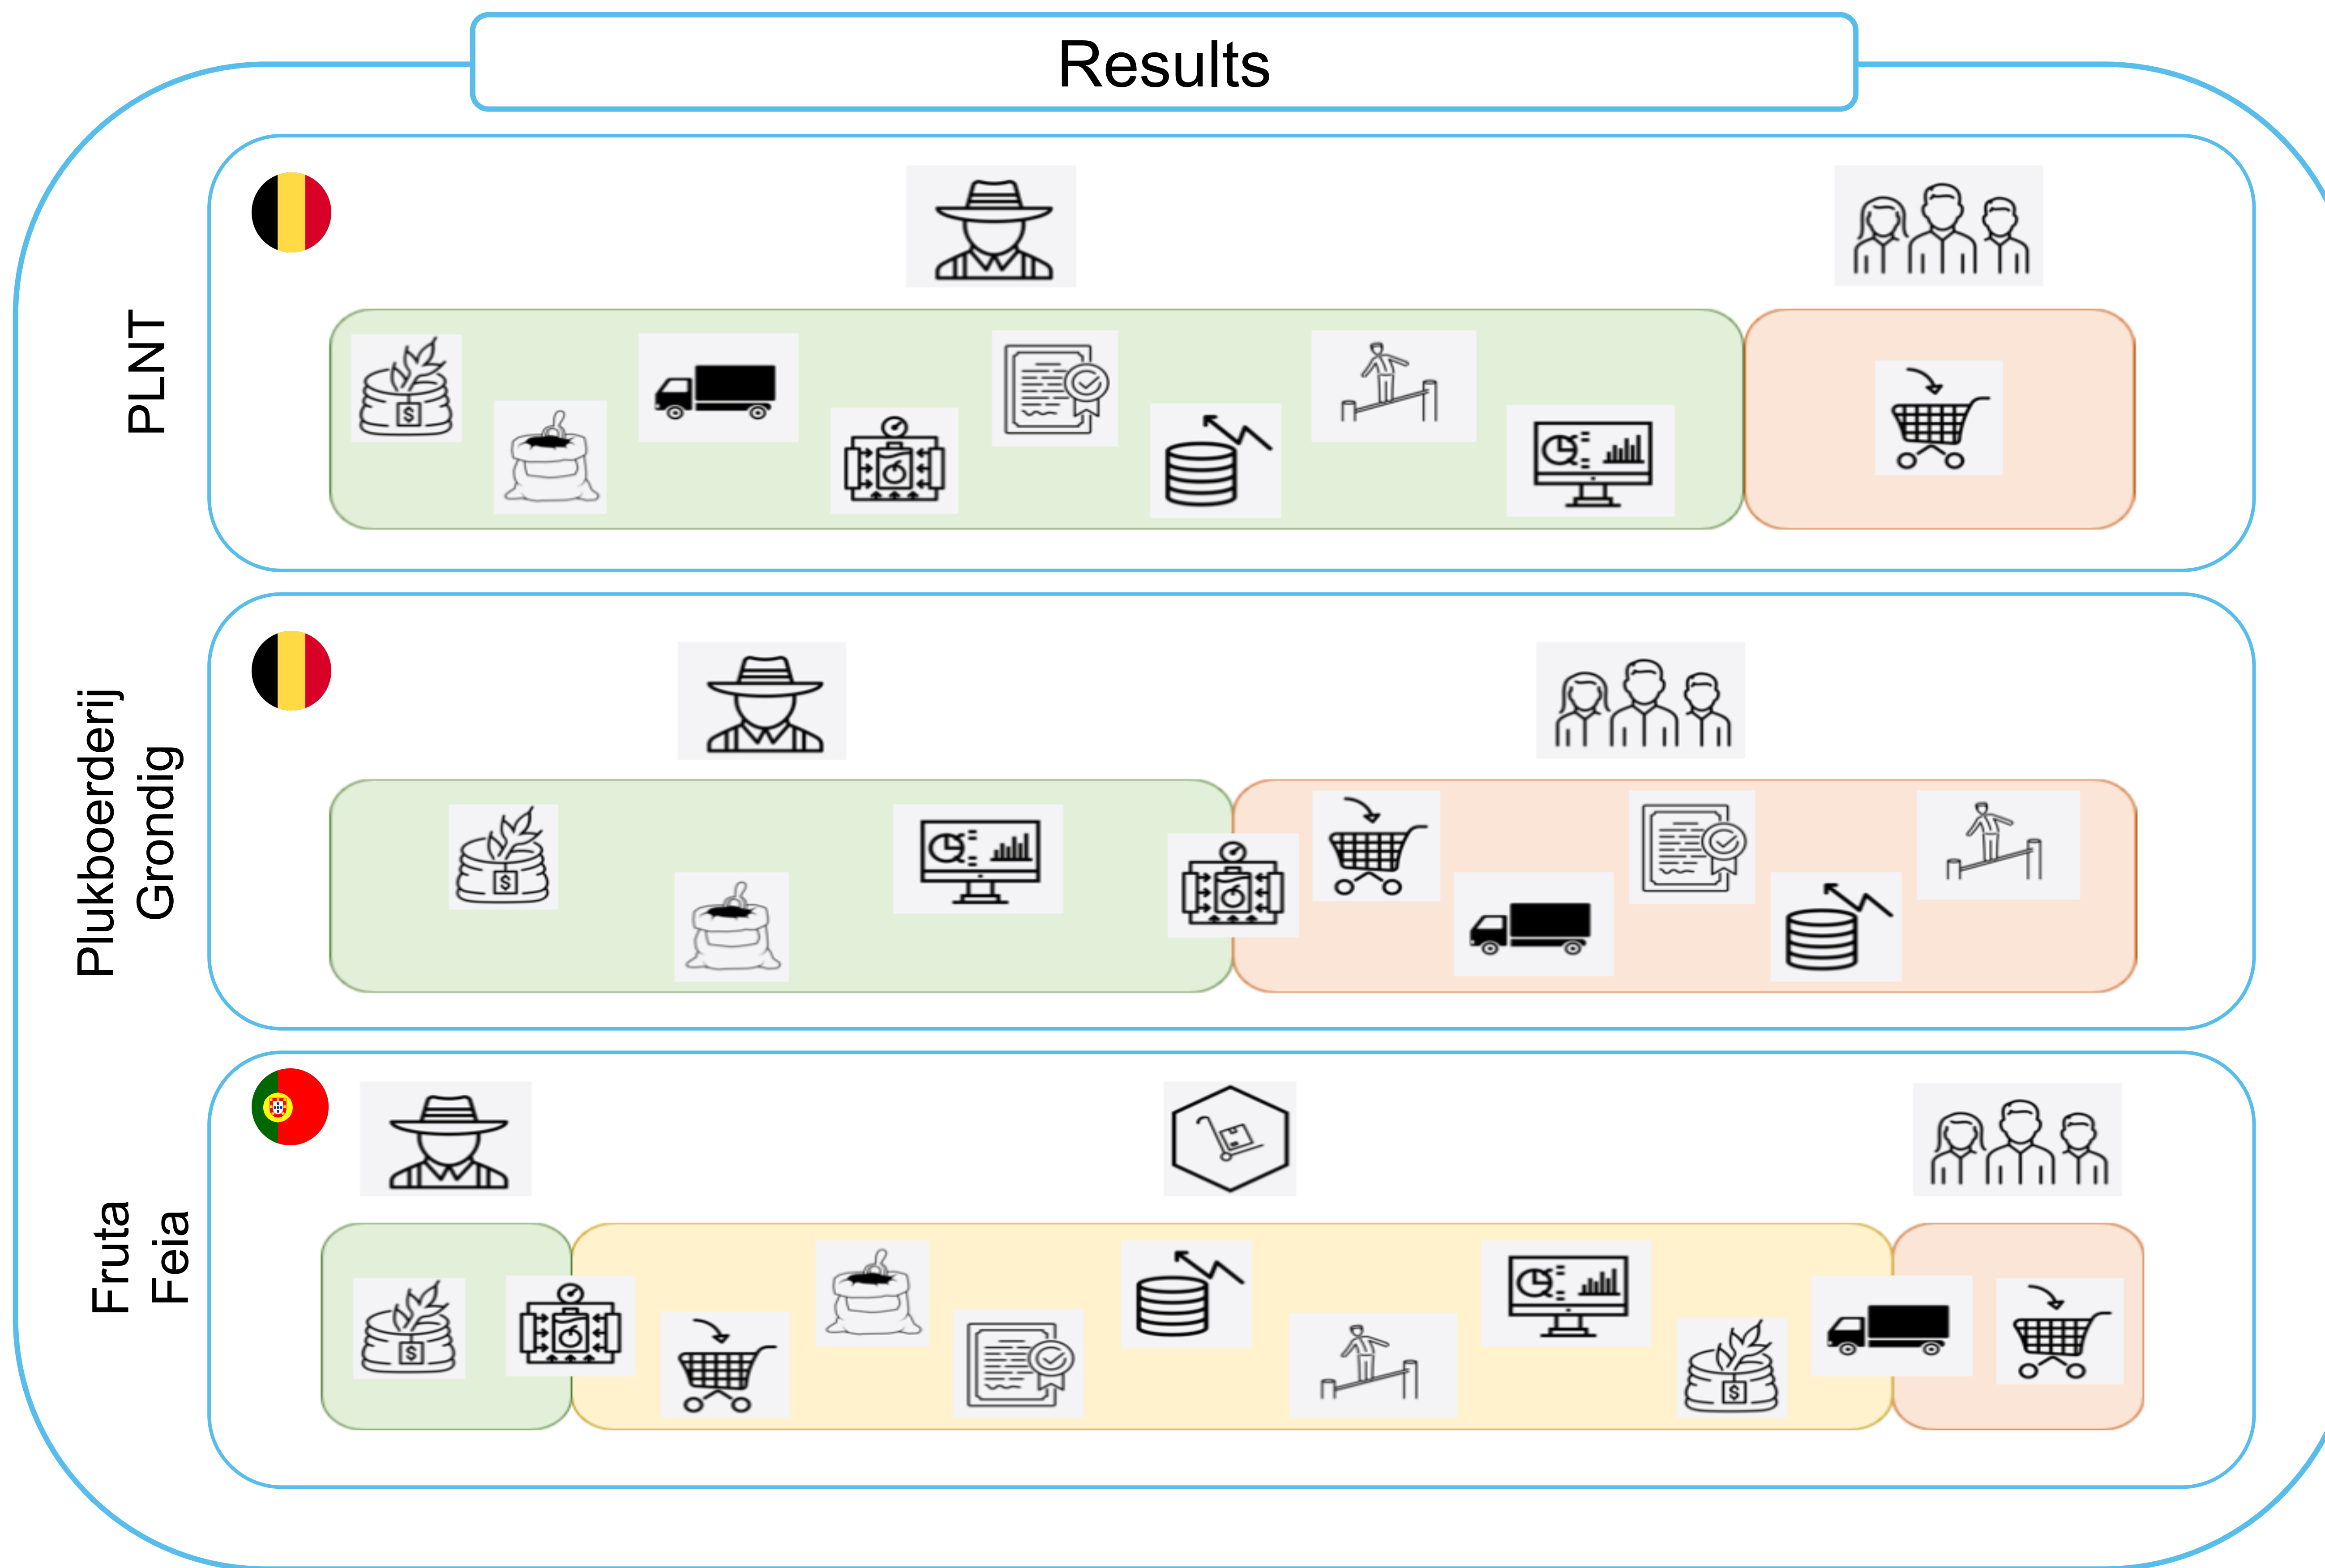 Results
PLNT
Plukboerderij
Grondig
Fruta
Feia